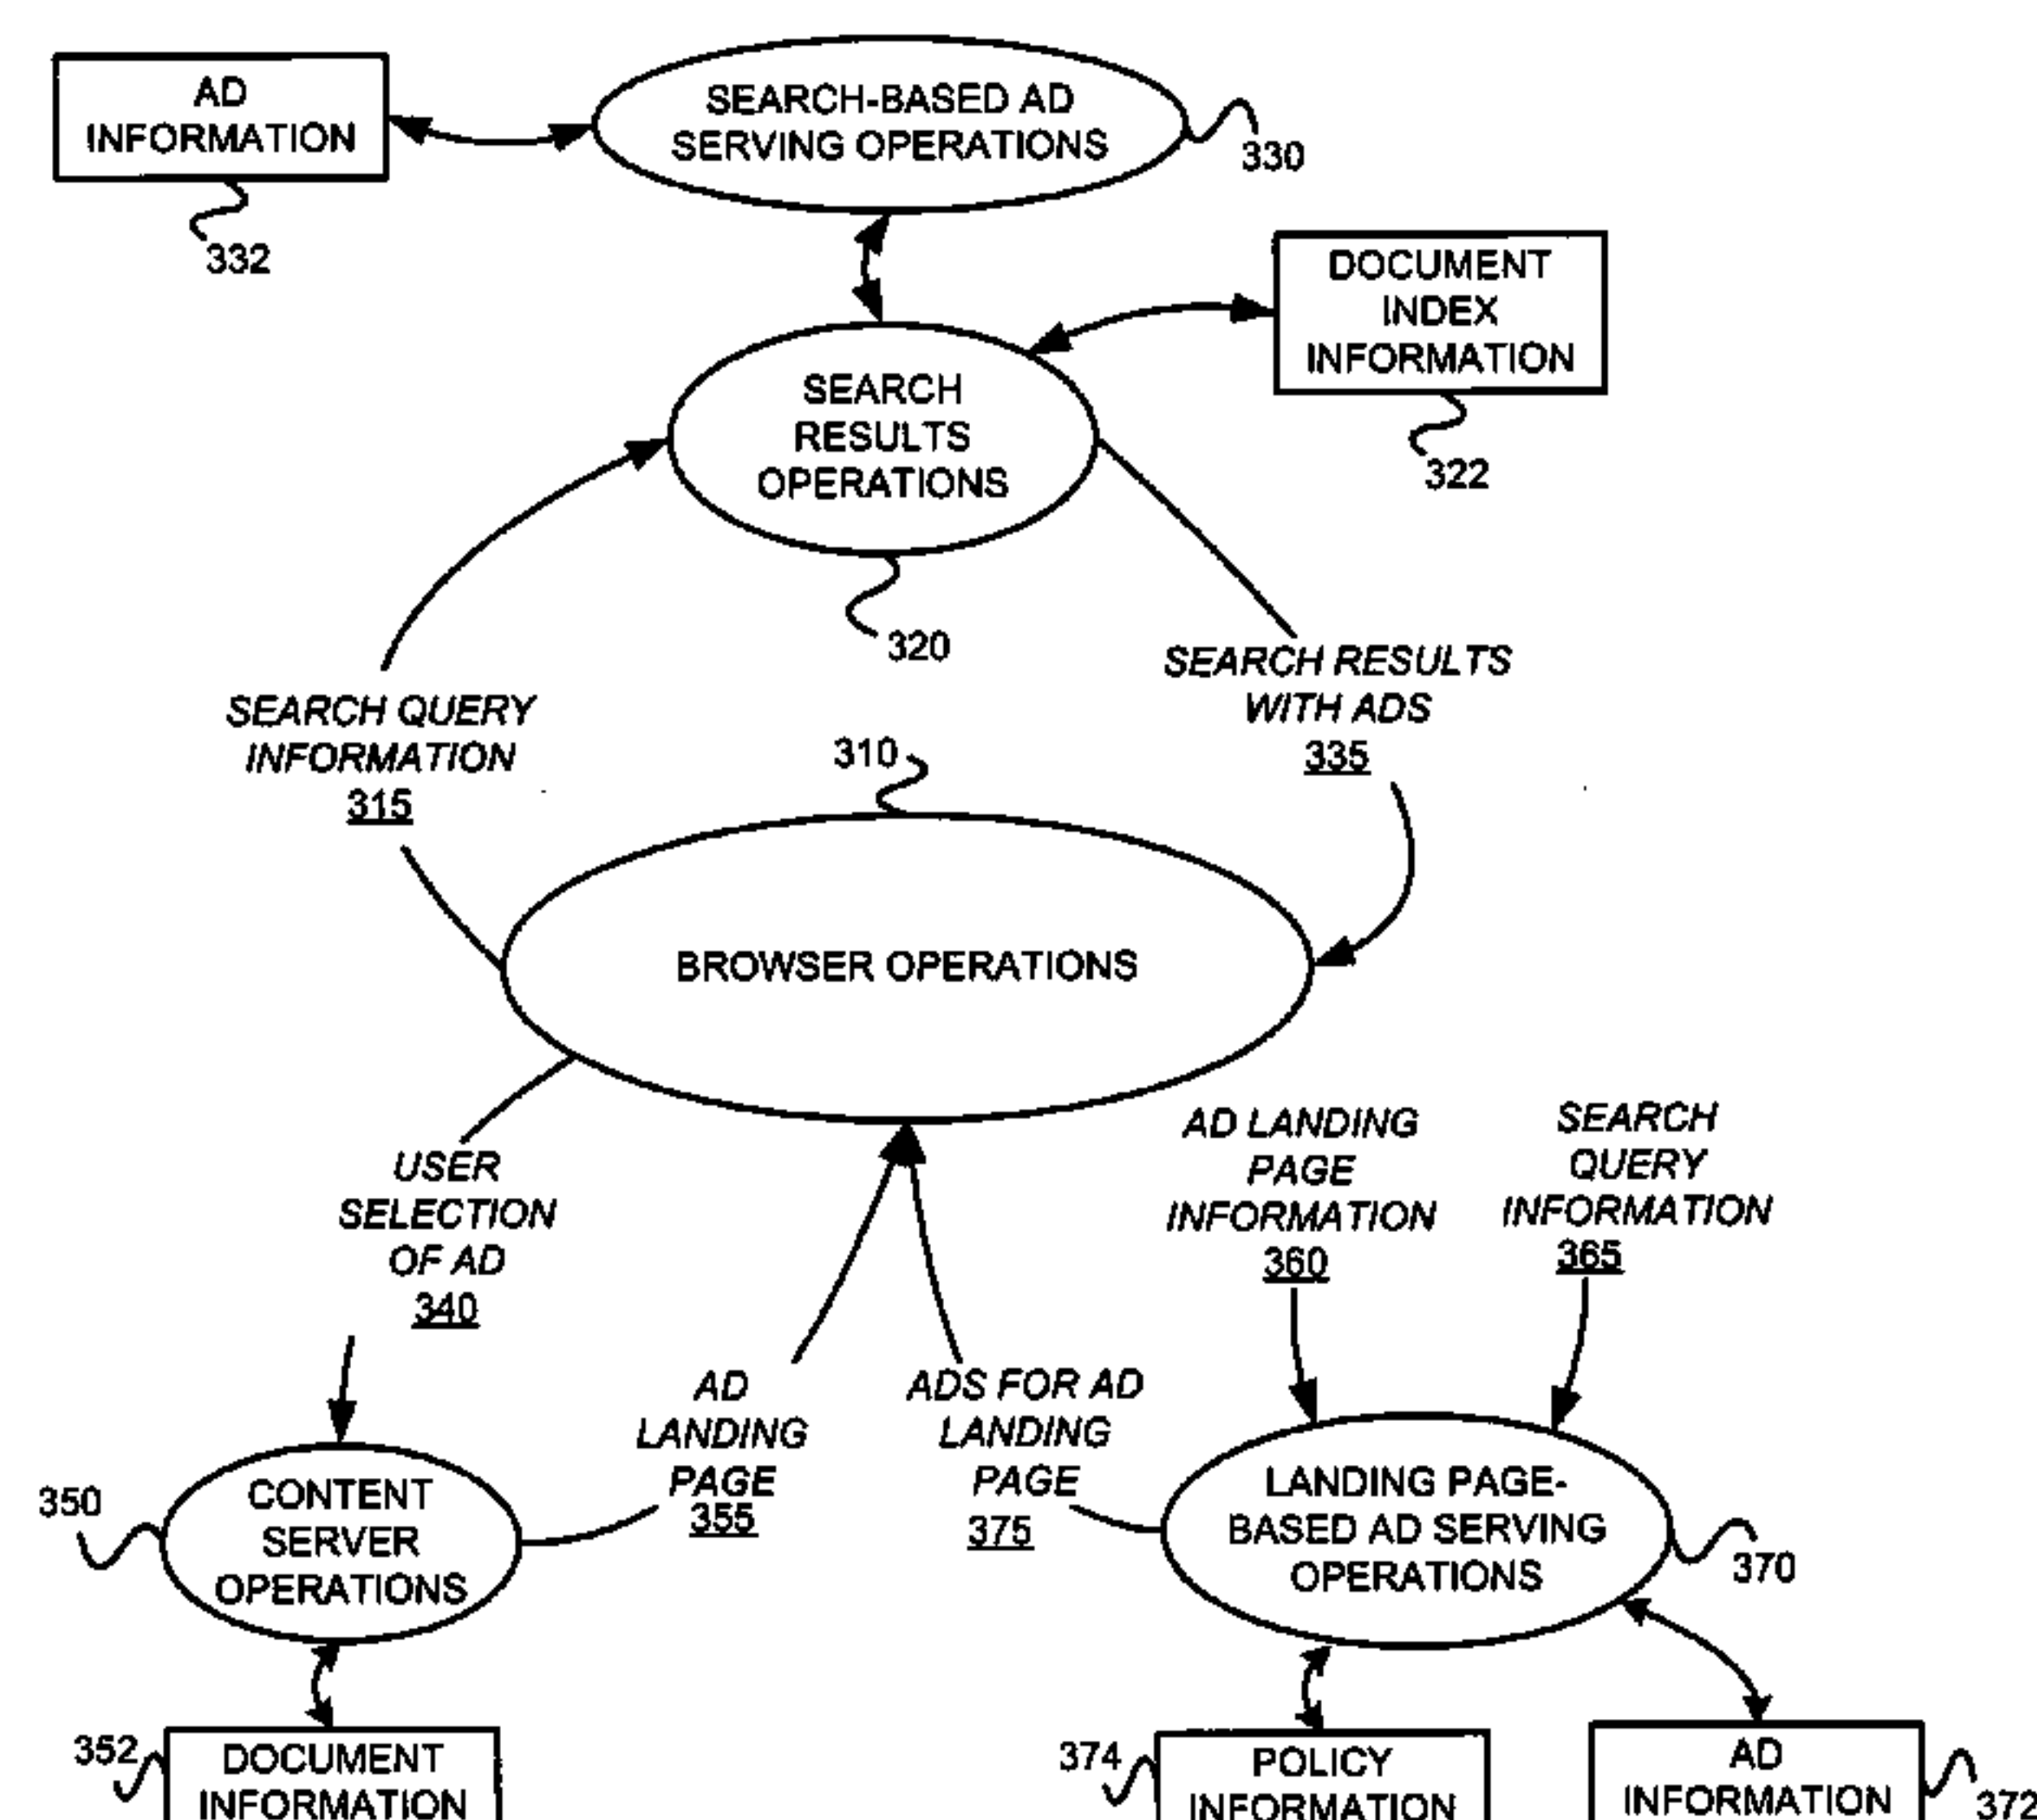 AD
INFORMATION
332
SEARCH-BASED AD
SERVING OPERATIONS
330
DOCUMENT
INDEX
INFORMATION
322
SEARCH
RESULTS
OPERATIONS
320
SEARCH QUERY
INFORMATION
315
SEARCH RESULTS
WITH ADS
335
310
BROWSER OPERATIONS
USER
SELECTION
OF AD
340
AD LANDING
PAGE
INFORMATION
360
SEARCH
QUERY
INFORMATION
365
AD
LANDING
PAGE
355
ADS FOR AD
LANDING
PAGE
375
350
CONTENT
SERVER
OPERATIONS
LANDING PAGE-
BASED AD SERVING
OPERATIONS
370
352
DOCUMENT
INFORMATION
374
POLICY
INFORMATION
AD
INFORMATION
372